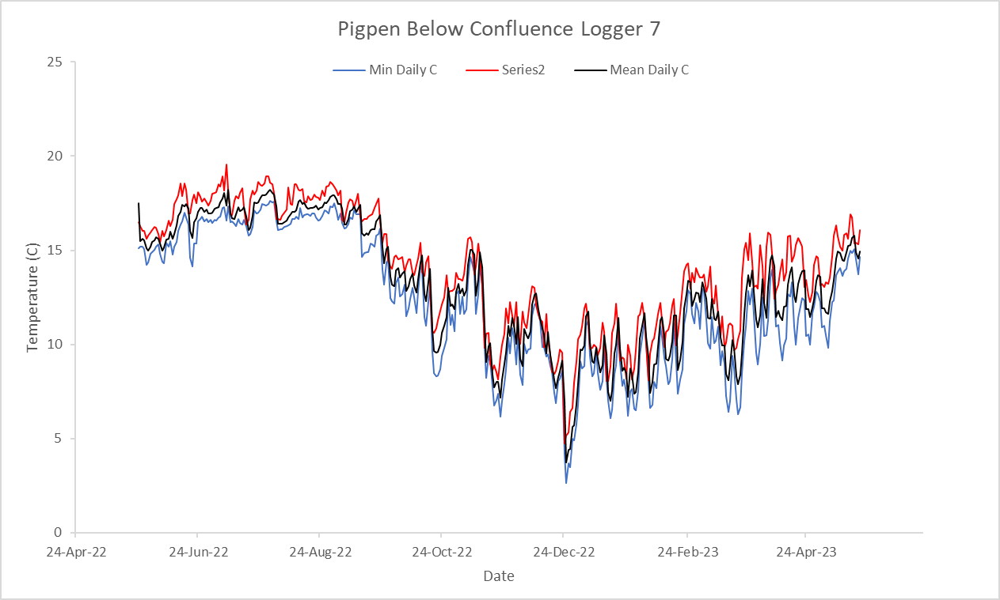 Pigpen Below Confluence Logger 7
Min Daily C Series2 Mean Daily C
25
20
15
10
5
0
Temperature (C)
24-Apr-22 24-Jun-22 24-Aug-22 24-Oct-22 24-Dec-22 24-Feb-23 24-Apr-23
Date